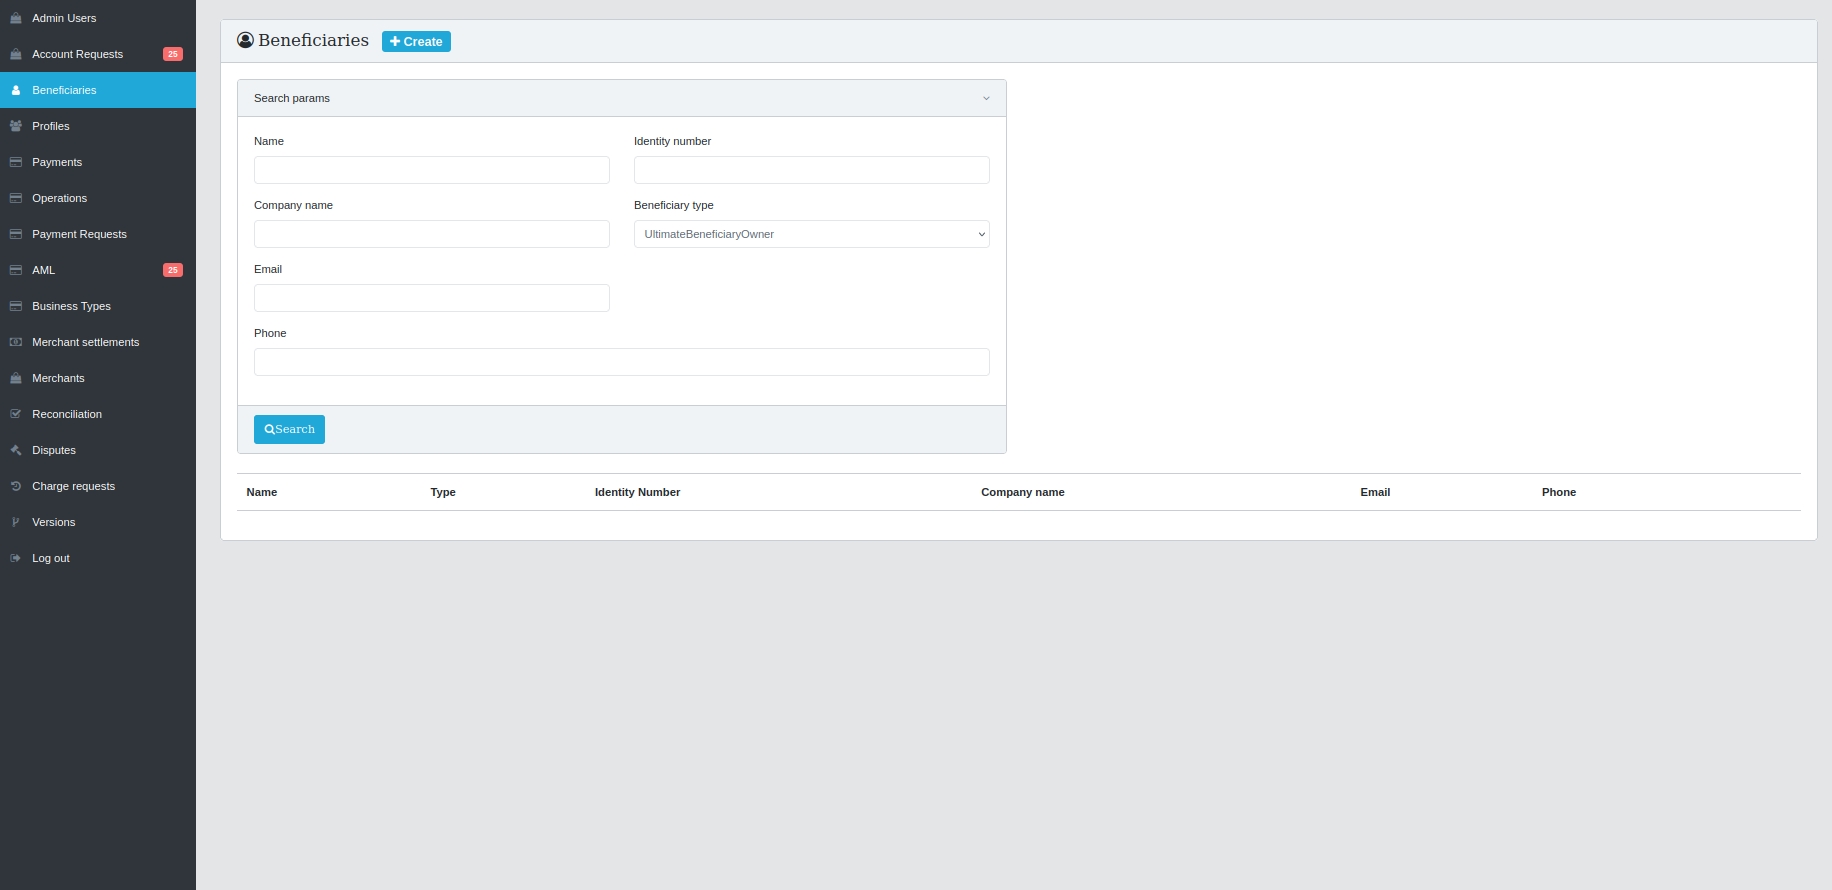 Admin Users
Account Requests 25
Beneficiaries
Profiles
Payments
Operations
Payment Requests
AML 25
Business Types
Merchant settlements
Merchants
Reconciliation
Disputes
Charge requests
Versions
Log out
Beneficiaries Create
Search params
Name Identity number
Company name Beneficiary type
UltimateBeneficiaryOwner
Email
Phone
Search
Name Type Identity Number Company name Email Phone